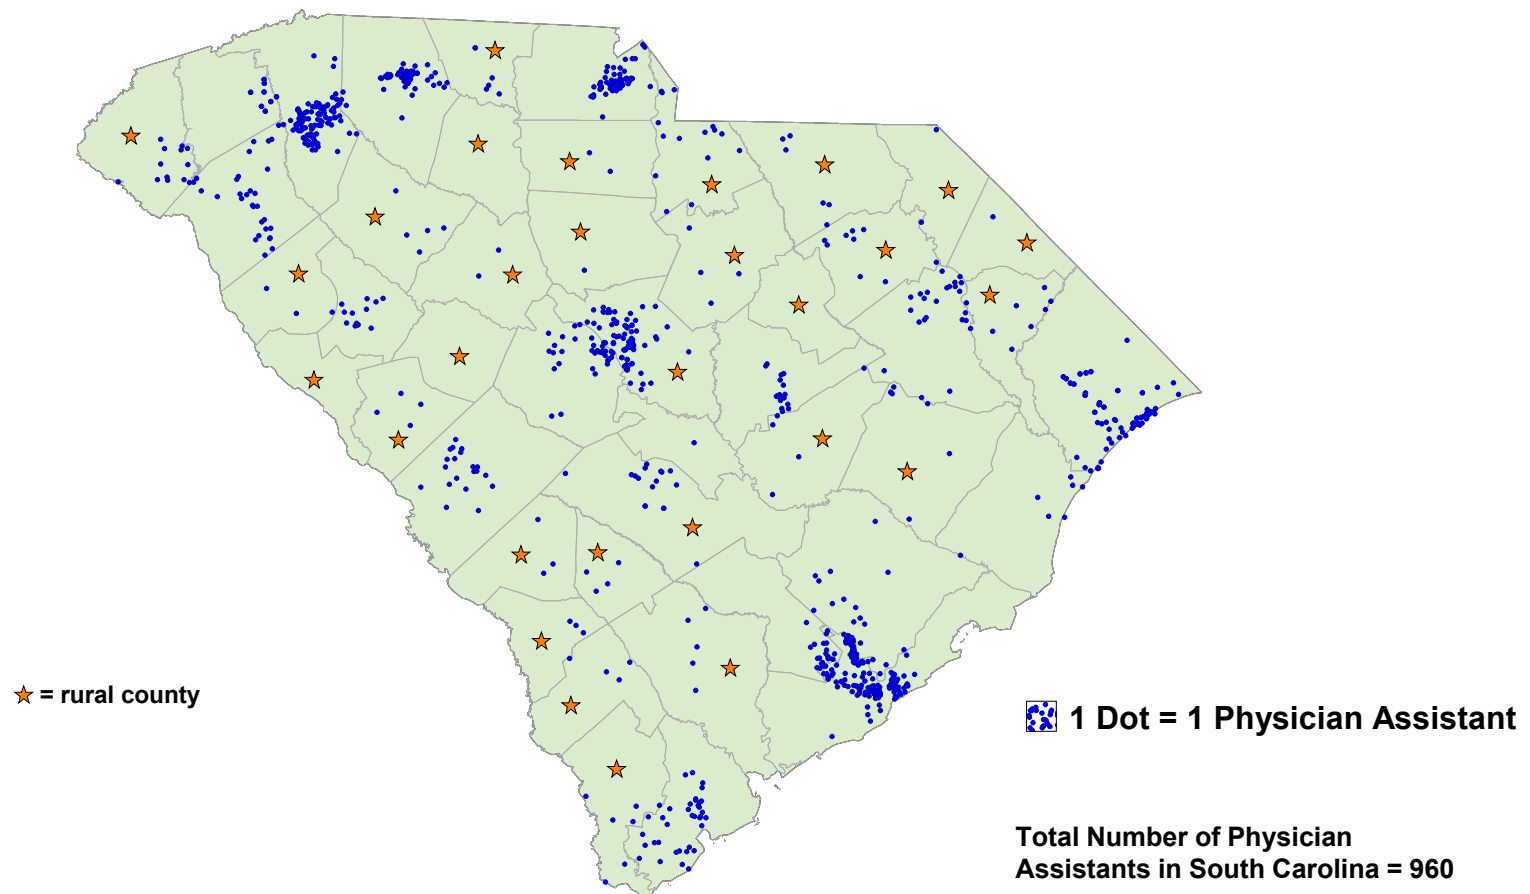 = rural county
1 Dot = 1 Physician Assistant
Total Number of Physician
Assistants in South Carolina = 960